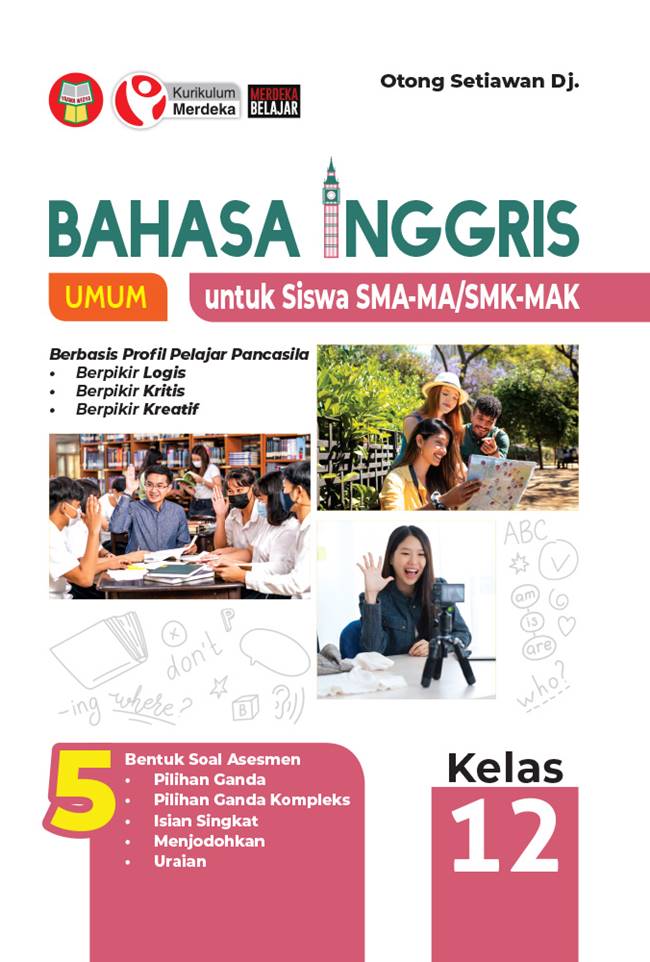 Otong Setiawan Dj.
YRAMA WIDYA
Kurikulum
Merdeka
MERDEKA
BELAJAR
BAHASA INGGRIS
UMUM
untuk Siswa SMA-MA/SMK-MAK
Berbasis Profil Pelajar Pancasila
• Berpikir Logis
• Berpikir Kritis
• Berpikir Kreatif
ABC
am
is
are
who?
P
x
don't
-ing where?
B
5
Bentuk Soal Asesmen
• Pilihan Ganda
• Pilihan Ganda Kompleks
• Isian Singkat
• Menjodohkan
• Uraian
Kelas
12